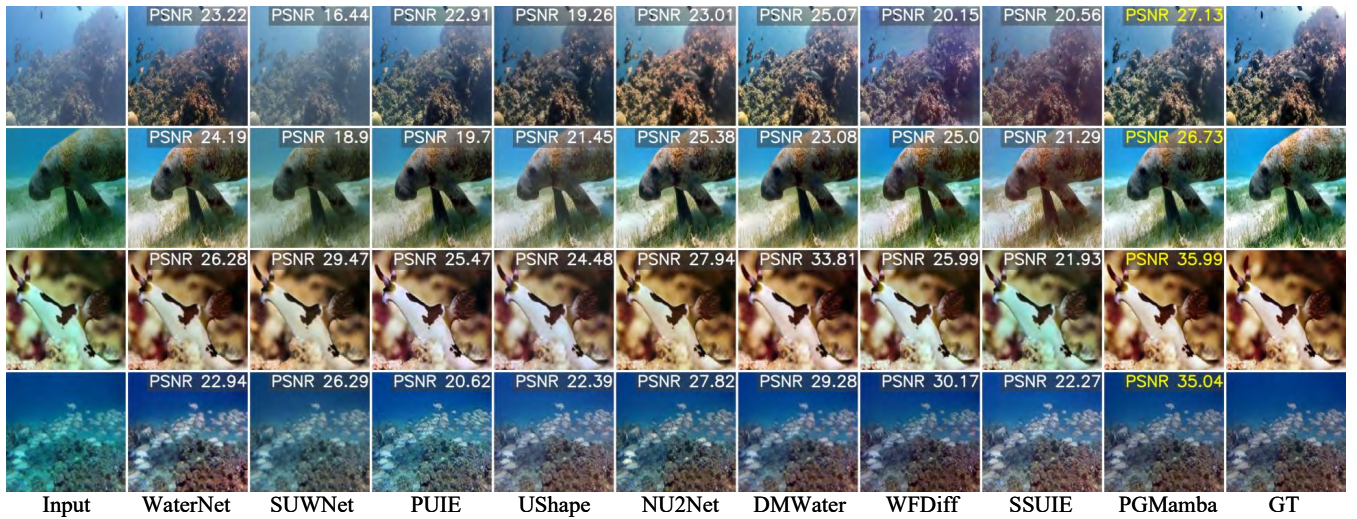 PSNR 23.22 PSNR 16.44 PSNR 22.91 PSNR 19.26 PSNR 23.01 PSNR 25.07 PSNR 20.15 PSNR 20.56 PSNR 27.13
PSNR 24.19 PSNR 18.9 PSNR 19.7 PSNR 21.45 PSNR 25.38 PSNR 23.08 PSNR 25.0 PSNR 21.29 PSNR 26.73
PSNR 26.28 PSNR 29.47 PSNR 25.47 PSNR 24.48 PSNR 27.94 PSNR 33.81 PSNR 25.99 PSNR 21.93 PSNR 35.99
PSNR 22.94 PSNR 26.29 PSNR 20.62 PSNR 22.39 PSNR 27.82 PSNR 29.28 PSNR 30.17 PSNR 22.27 PSNR 35.04
Input WaterNet SUWNet PUIE UShape NU2Net DMWater WFDiff SSUIE PGMamba GT